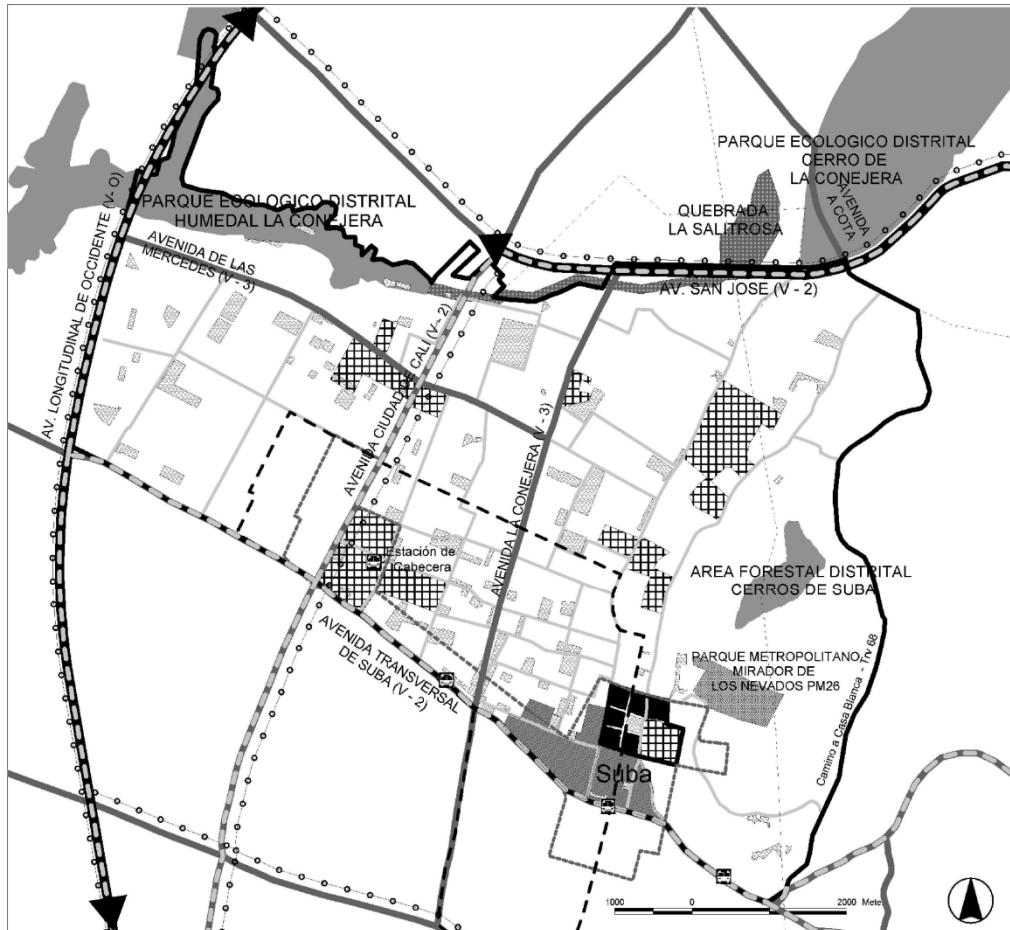 PARQUE ECOLOGICO DISTRITAL
CERRO DE
LA CONEJERA
AVENIDA
A COTA
QUEBRADA
LA SALITROSA
PARQUE ECOLOGICO DISTRITAL
HUMEDAL LA CONEJERA
AVENIDA DE LAS
MERCEDES (V - 3)
AV. SAN JOSE (V - 2)
AV. LONGITUDINAL DE OCCIDENTE (V- O)
AVENIDA CIUDAD DE CALI (V - 2)
AVENIDA LA CONEJERA (V - 3)
Estación de
Cabecera
AREA FORESTAL DISTRITAL
CERROS DE SUBA
AVENIDA TRANSVERSAL
DE SUBA (V - 2)
PARQUE METROPOLITANO
MIRADOR DE
LOS NEVADOS PM26
Camino a Casa Blanca - Trv 68
Suba
1000 0 2000 Mete